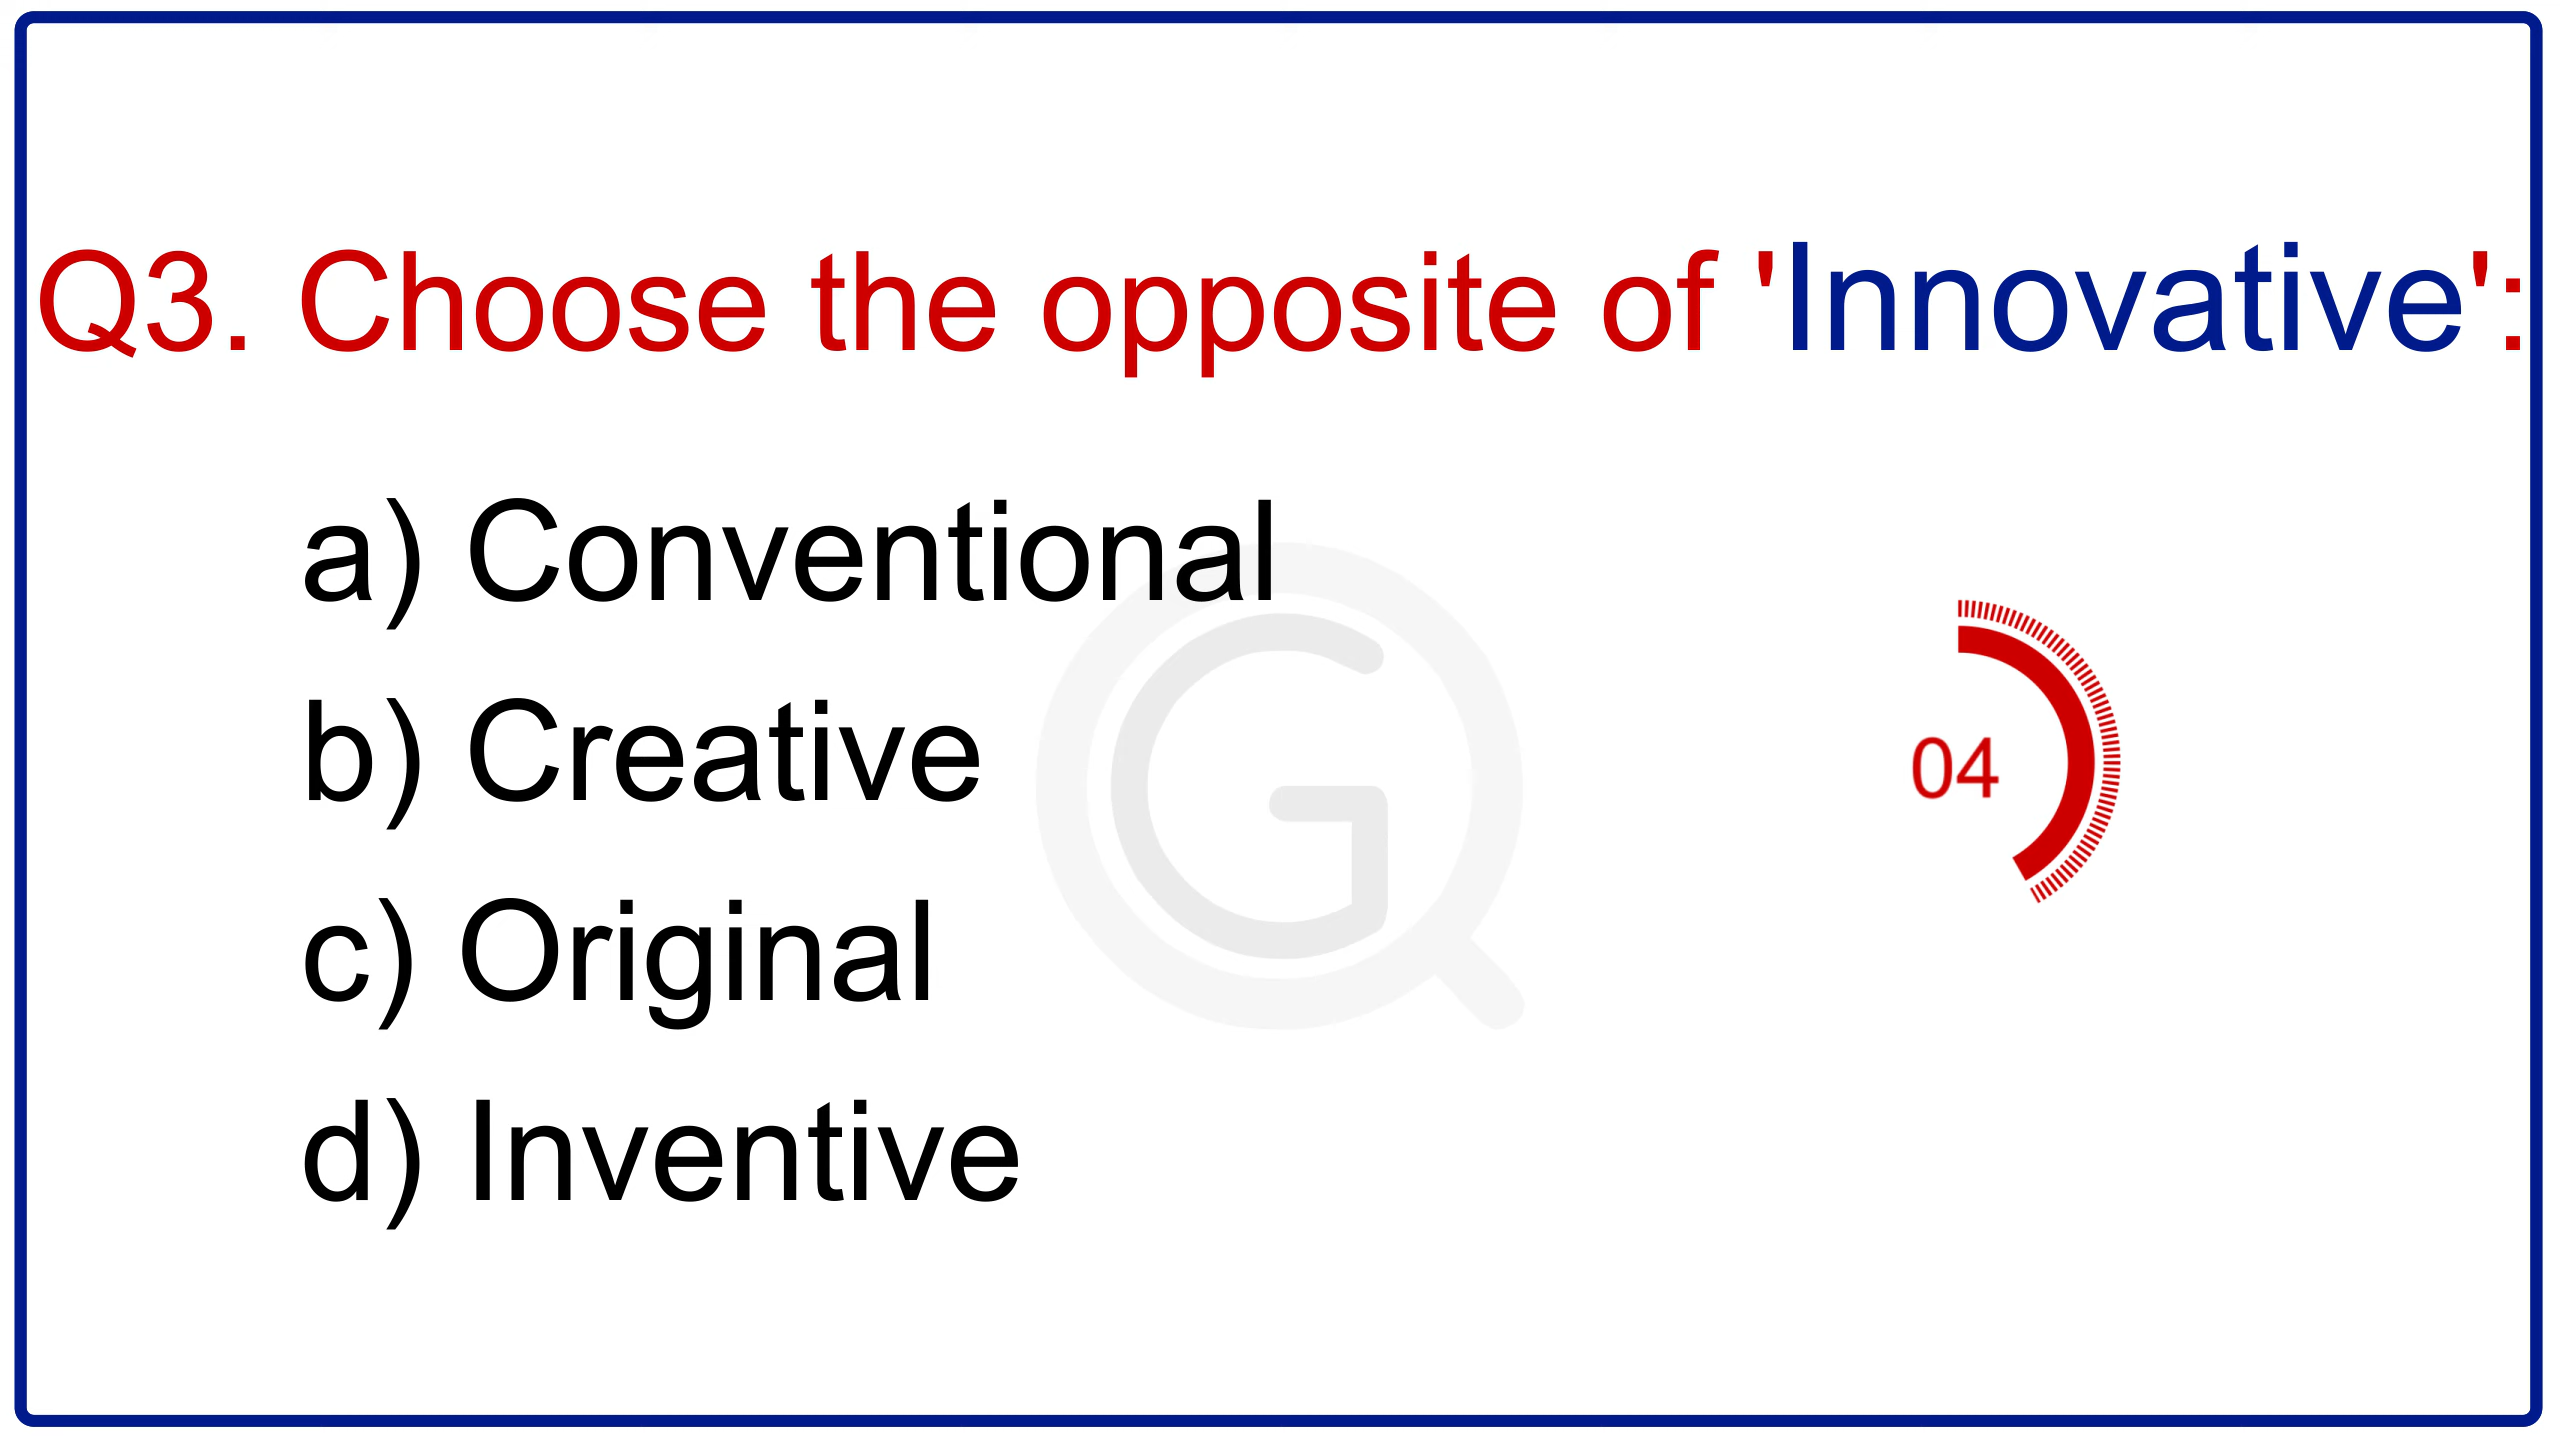 Q3. Choose the opposite of 'Innovative':
a) Conventional
b) Creative
04
c) Original
d) Inventive
G